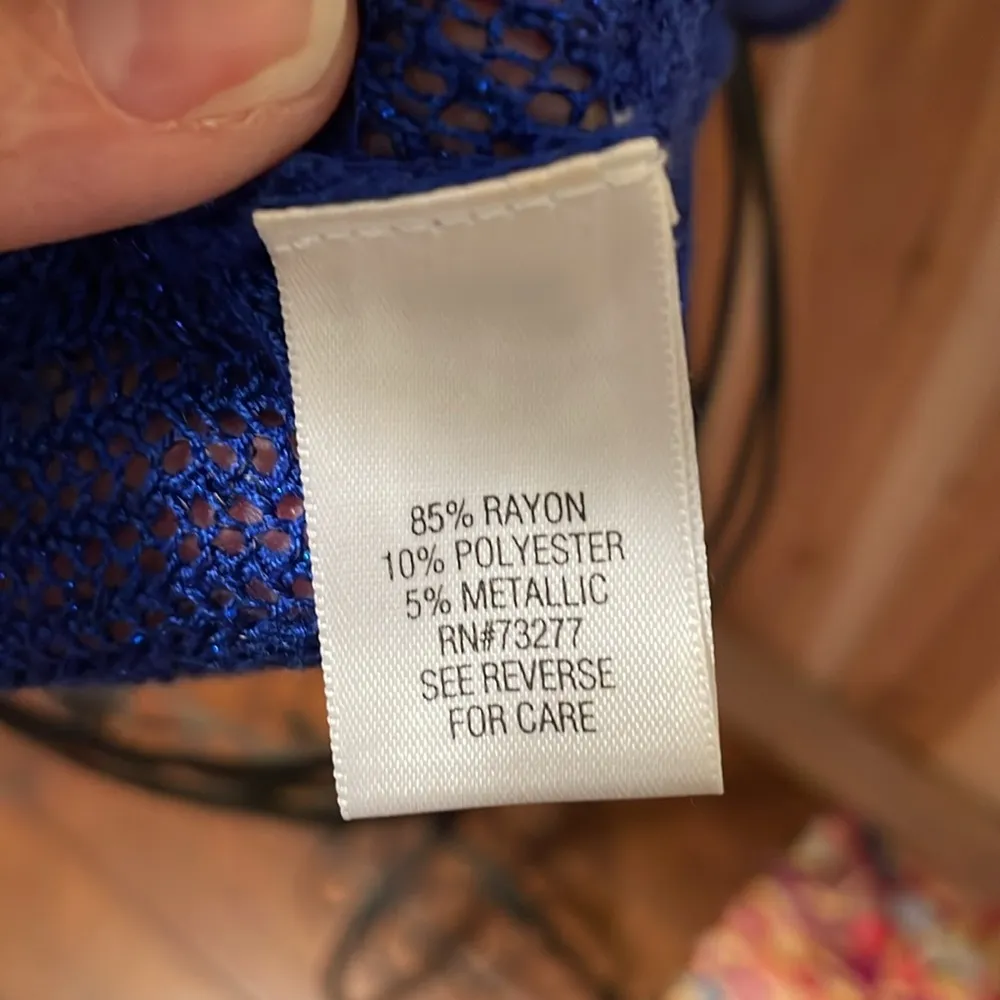 85% RAYON
10% POLYESTER
5% METALLIC
RN#73277
SEE REVERSE
FOR CARE